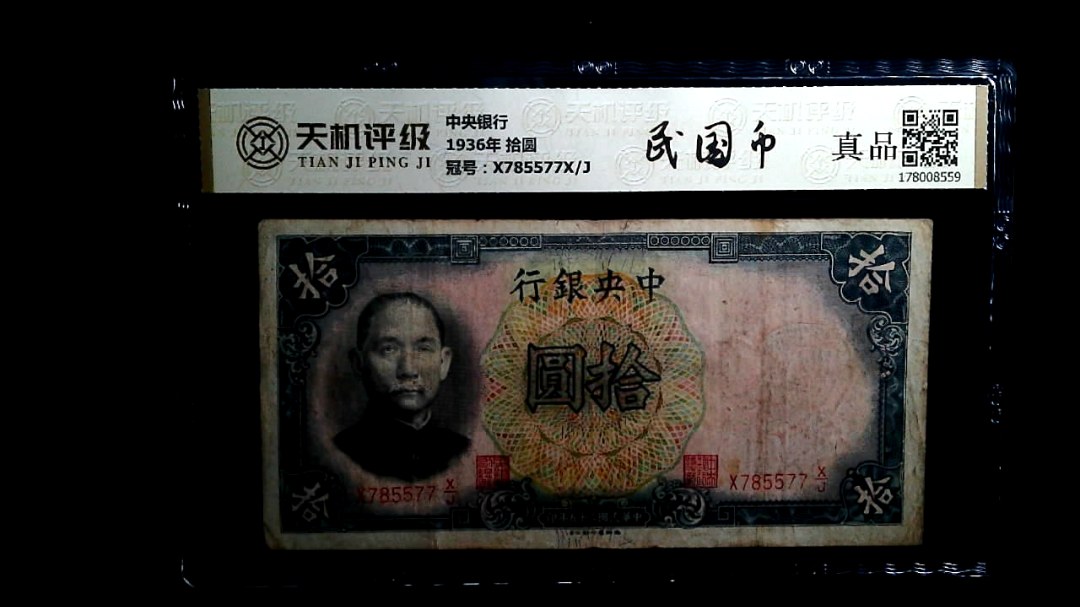 天机评级
TIAN JI PING JI
中央银行
1936年 拾圆
冠号：X785577X/J
民国币
真品
178008559
拾
拾
行銀央中
圓拾
X785577 X/J
X785577 X/J
拾
拾